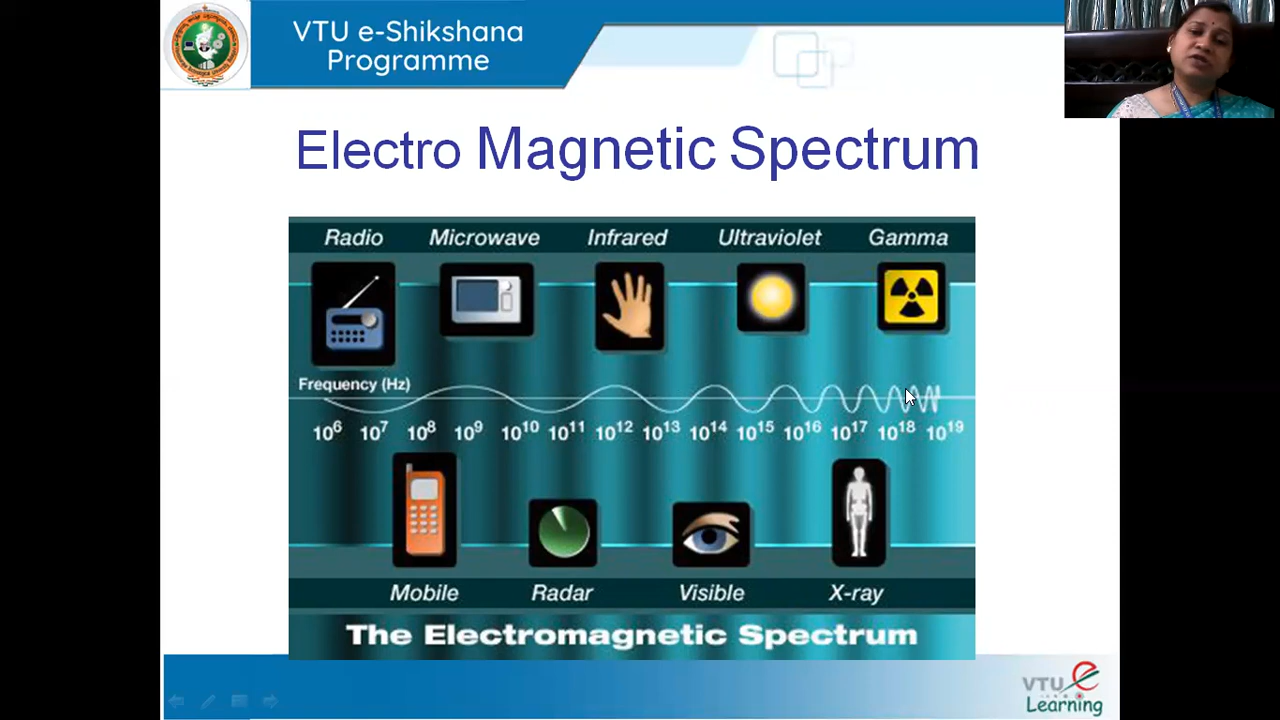 VTU e-Shikshana
Programme
Electro Magnetic Spectrum
Radio Microwave Infrared Ultraviolet Gamma
Frequency (Hz)
10⁶ 10⁷ 10⁸ 10⁹ 10¹⁰ 10¹¹ 10¹² 10¹³ 10¹⁴ 10¹⁵ 10¹⁶ 10¹⁷ 10¹⁸ 10¹⁹
Mobile Radar Visible X-ray
The Electromagnetic Spectrum
VTU e
Learning